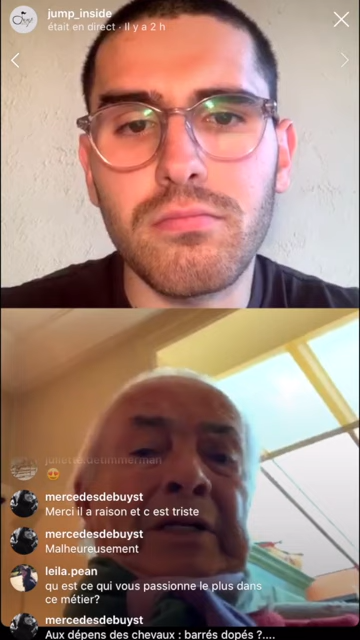 jump_inside
était en direct · Il y a 2 h
😍
mercedesdebuyst
Merci il a raison et c est triste
mercedesdebuyst
Malheureusement
leila.pean
qu est ce qui vous passionne le plus dans
ce métier?
mercedesdebuyst
Aux dépens des chevaux : barrés dopés ?....